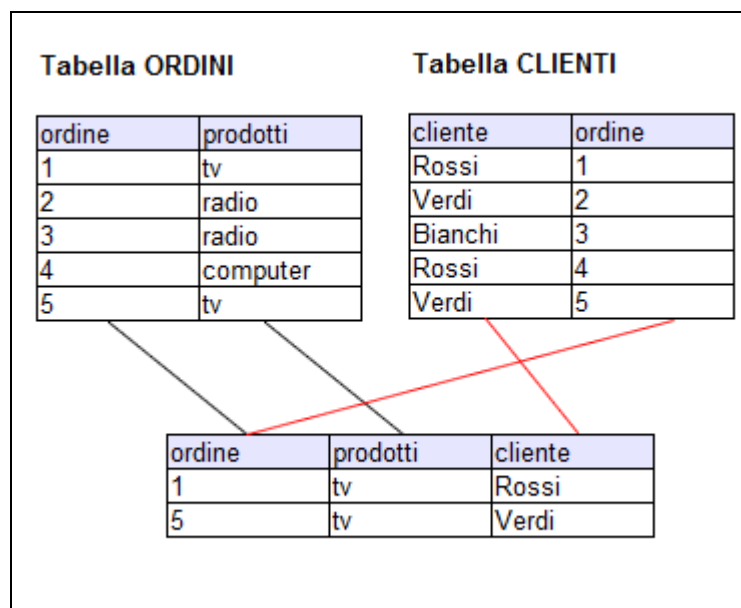 Tabella ORDINI
ordine prodotti
1 tv
2 radio
3 radio
4 computer
5 tv
Tabella CLIENTI
cliente ordine
Rossi 1
Verdi 2
Bianchi 3
Rossi 4
Verdi 5
ordine prodotti cliente
1 tv Rossi
5 tv Verdi